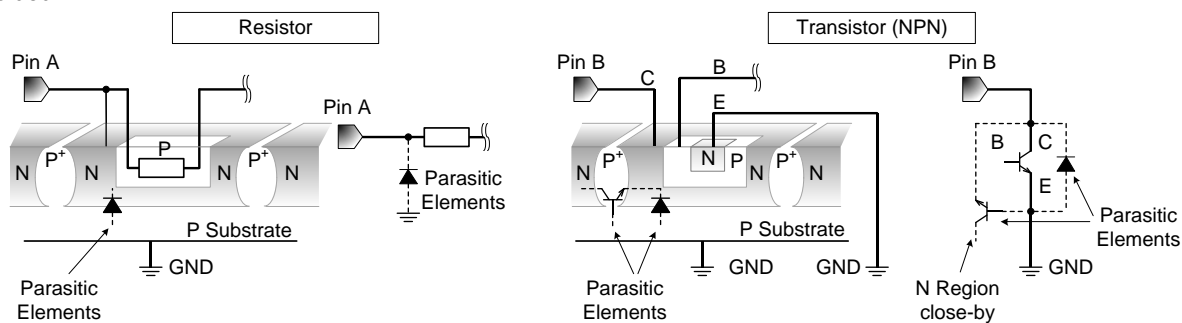 Resistor
Transistor (NPN)
Pin A
Pin A
N
P+
N
P
N
P+
N
Parasitic
Elements
P Substrate
GND
Parasitic
Elements
Pin B
C
B
E
Pin B
N
P+
N
N
P
N
P+
N
B
C
E
P Substrate
GND
GND
GND
Parasitic
Elements
Parasitic
Elements
N Region
close-by